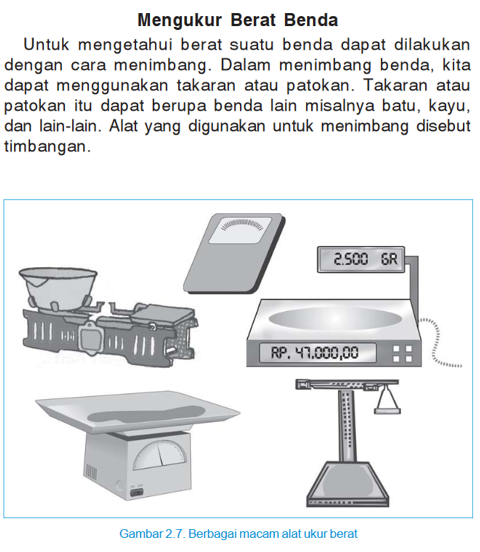 Mengukur Berat Benda
Untuk mengetahui berat suatu benda dapat dilakukan
dengan cara menimbang. Dalam menimbang benda, kita
dapat menggunakan takaran atau patokan. Takaran atau
patokan itu dapat berupa benda lain misalnya batu, kayu,
dan lain-lain. Alat yang digunakan untuk menimbang disebut
timbangan.
2.500 GR
RP. 47.000,00
Gambar 2.7. Berbagai macam alat ukur berat